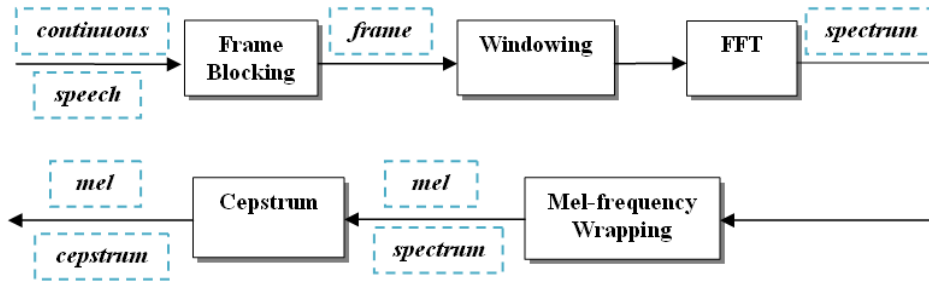 continuous
speech
Frame
Blocking
frame
Windowing
FFT
spectrum
mel
cepstrum
Cepstrum
mel
spectrum
Mel-frequency
Wrapping